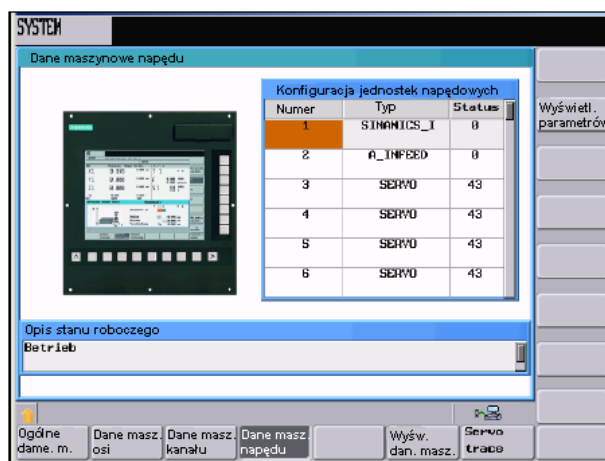 SYSTEM
Dane maszynowe napędu
Konfiguracja jednostek napędowych
Numer Typ Status
1 SINAMICS_I 0
2 A_INFEED 0
3 SERVO 43
4 SERVO 43
5 SERVO 43
6 SERVO 43
Wyświetl.
parametrów
Opis stanu roboczego
Betrieb
Ogólne
dame. m.
Dane masz.
osi
Dane masz.
kanału
Dane masz.
napędu
Wyśw.
dan. masz.
Servo
trace